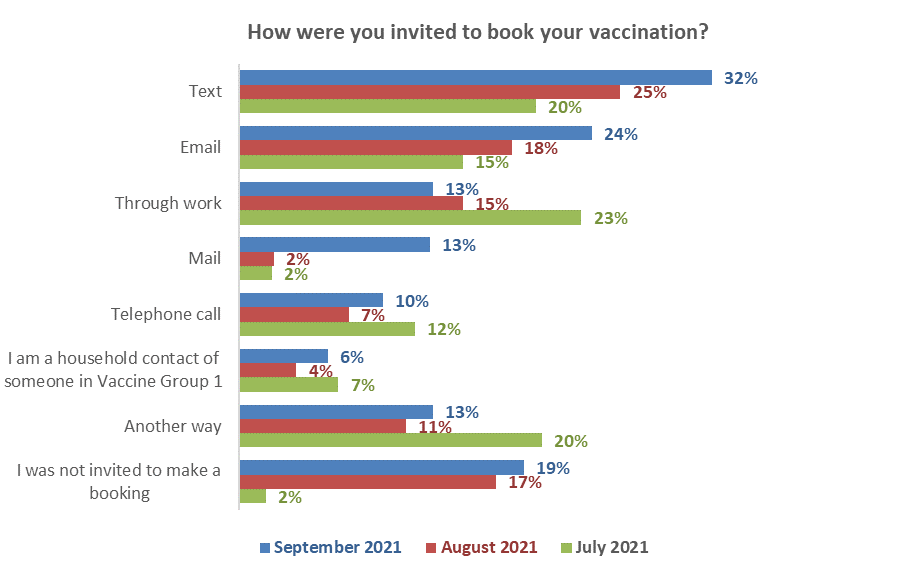 How were you invited to book your vaccination?
Text
32%
25%
20%
Email
24%
18%
15%
Through work
13%
15%
23%
Mail
13%
2%
2%
Telephone call
10%
7%
12%
I am a household contact of
someone in Vaccine Group 1
6%
4%
7%
Another way
13%
11%
20%
I was not invited to make a
booking
19%
17%
2%
September 2021 August 2021 July 2021